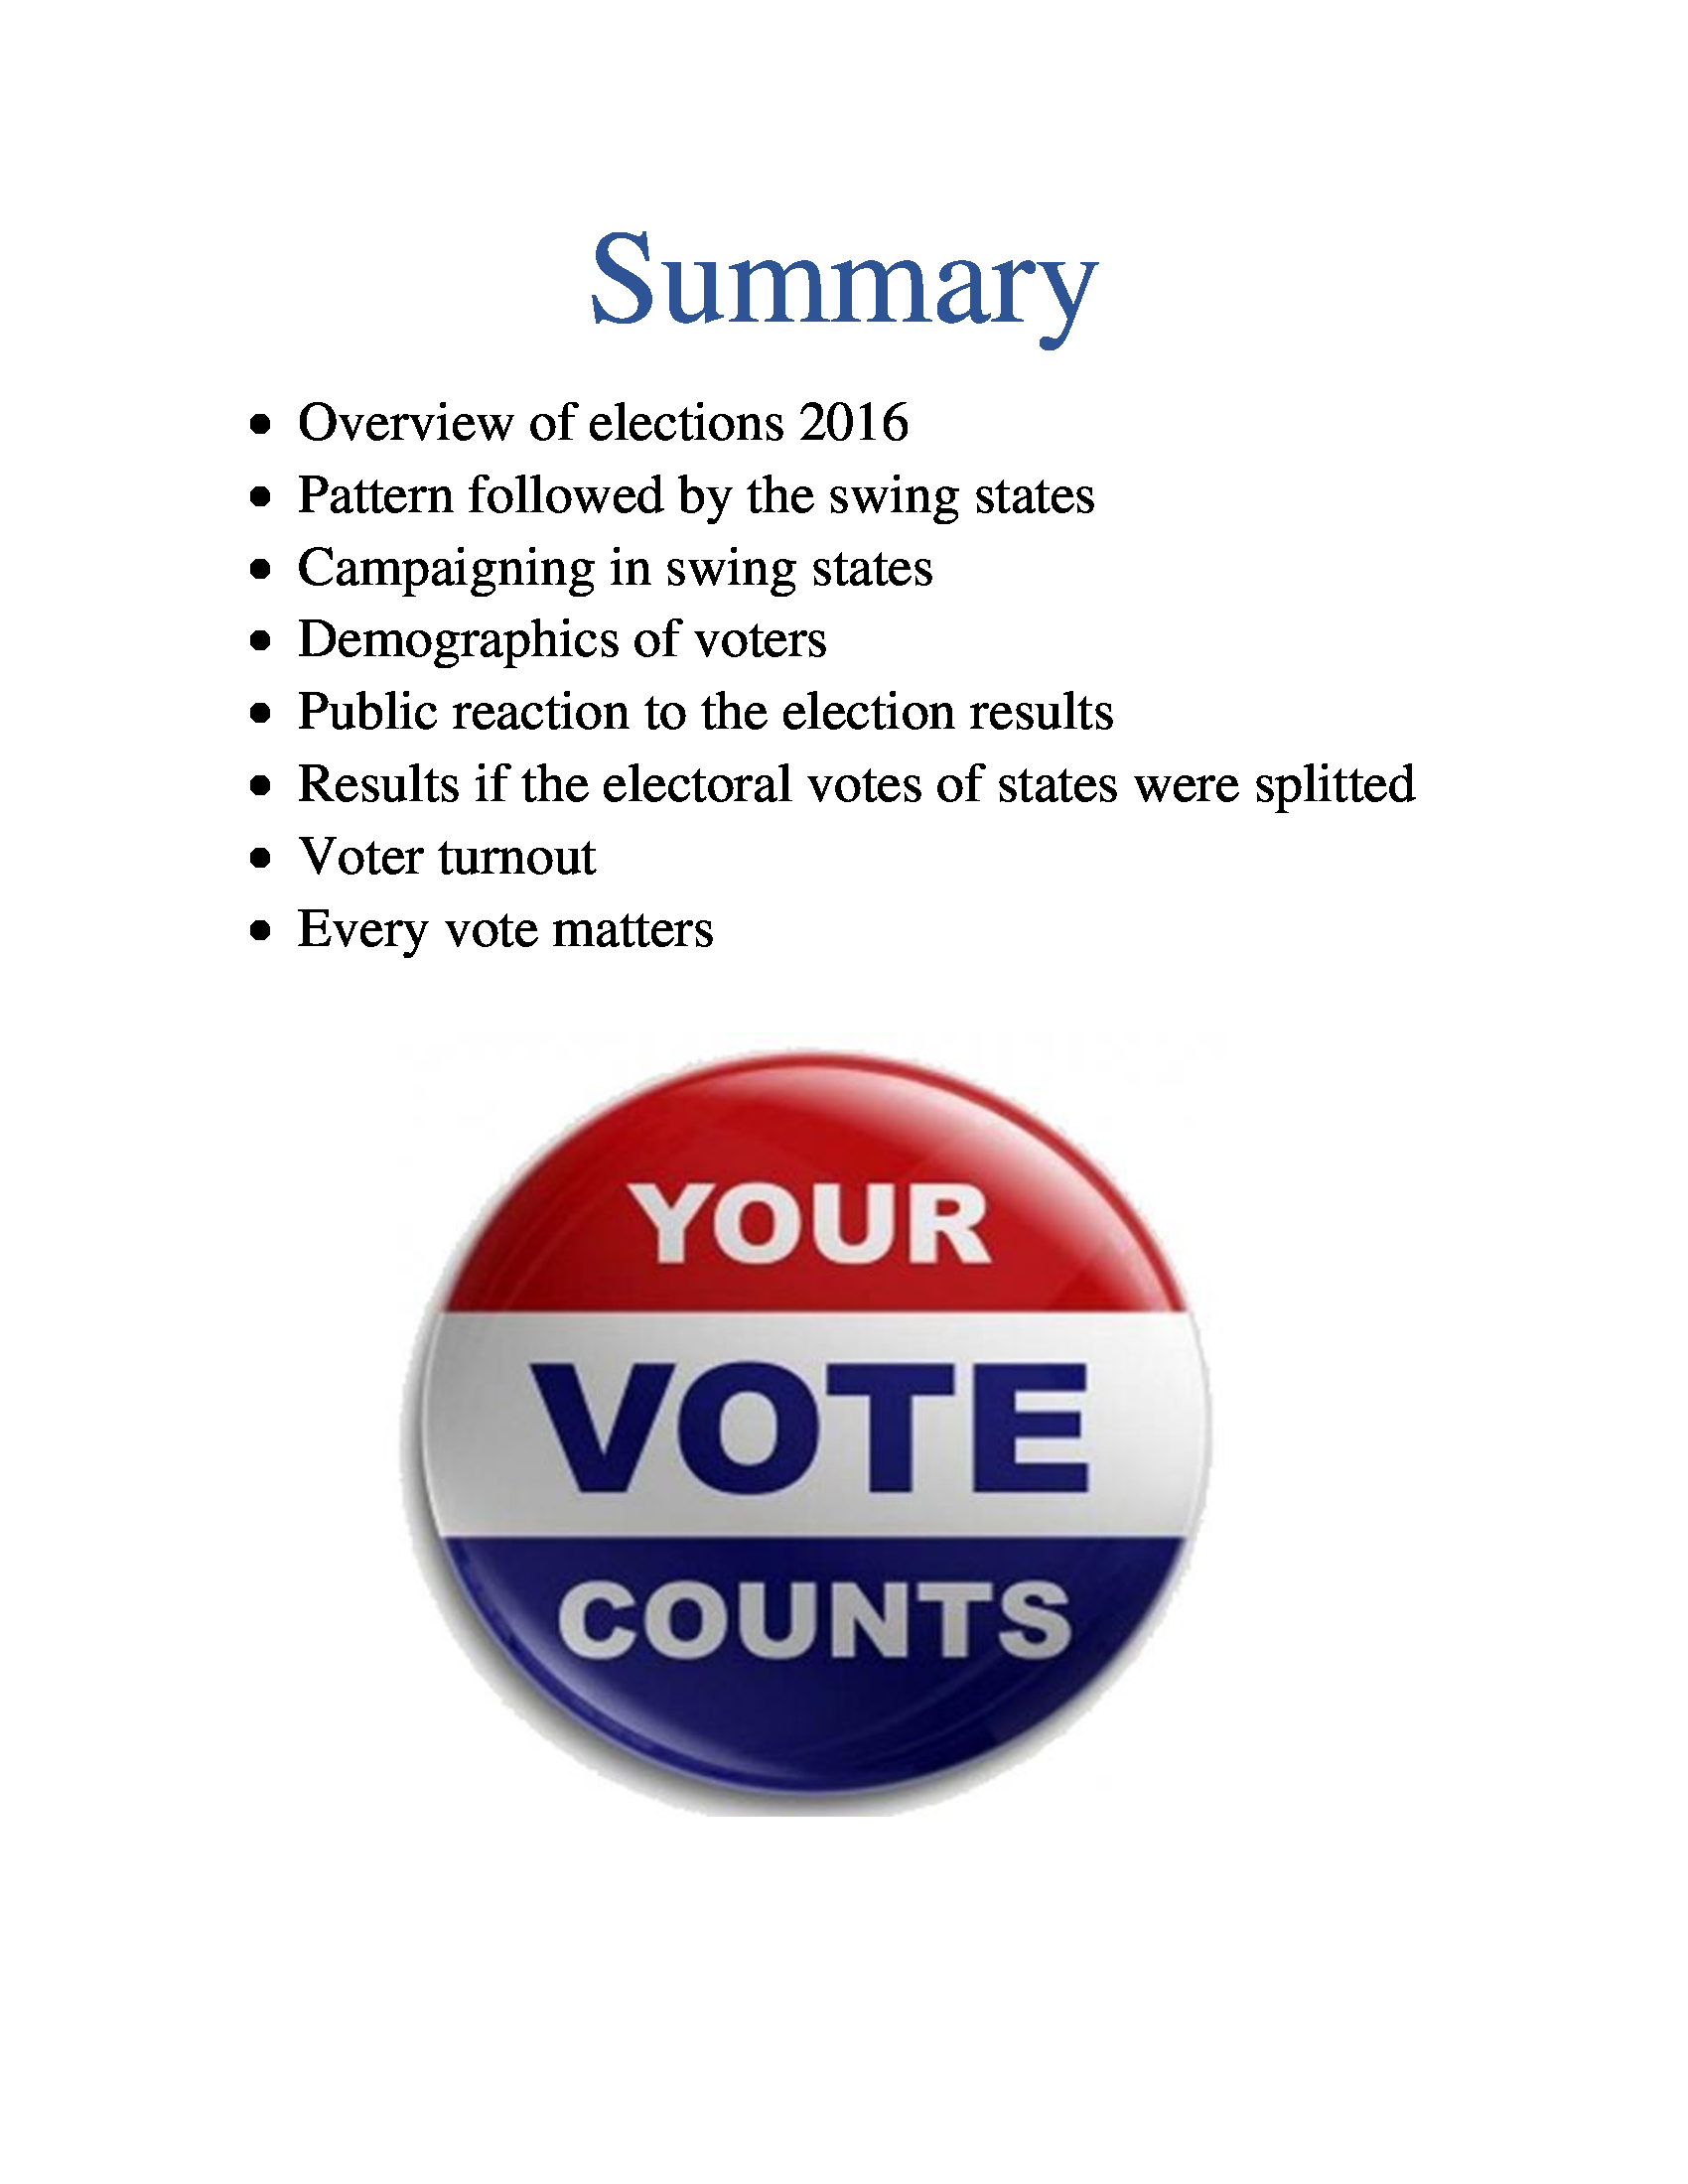 Summary
• Overview of elections 2016
• Pattern followed by the swing states
• Campaigning in swing states
• Demographics of voters
• Public reaction to the election results
• Results if the electoral votes of states were splitted
• Voter turnout
• Every vote matters
YOUR
VOTE
COUNTS